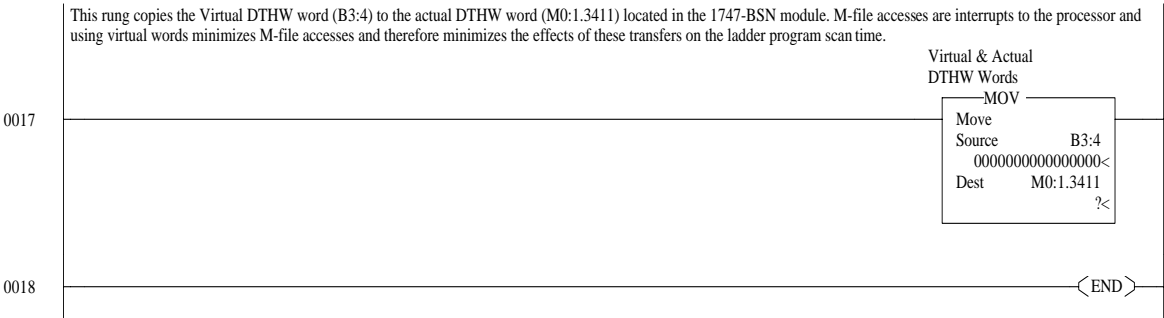 This rung copies the Virtual DTHW word (B3:4) to the actual DTHW word (M0:1.3411) located in the 1747-BSN module. M-file accesses are interrupts to the processor and
using virtual words minimizes M-file accesses and therefore minimizes the effects of these transfers on the ladder program scan time.
Virtual & Actual
DTHW Words
MOV
0017
Move
Source B3:4
0000000000000000<
Dest M0:1.3411
?<
0018
END